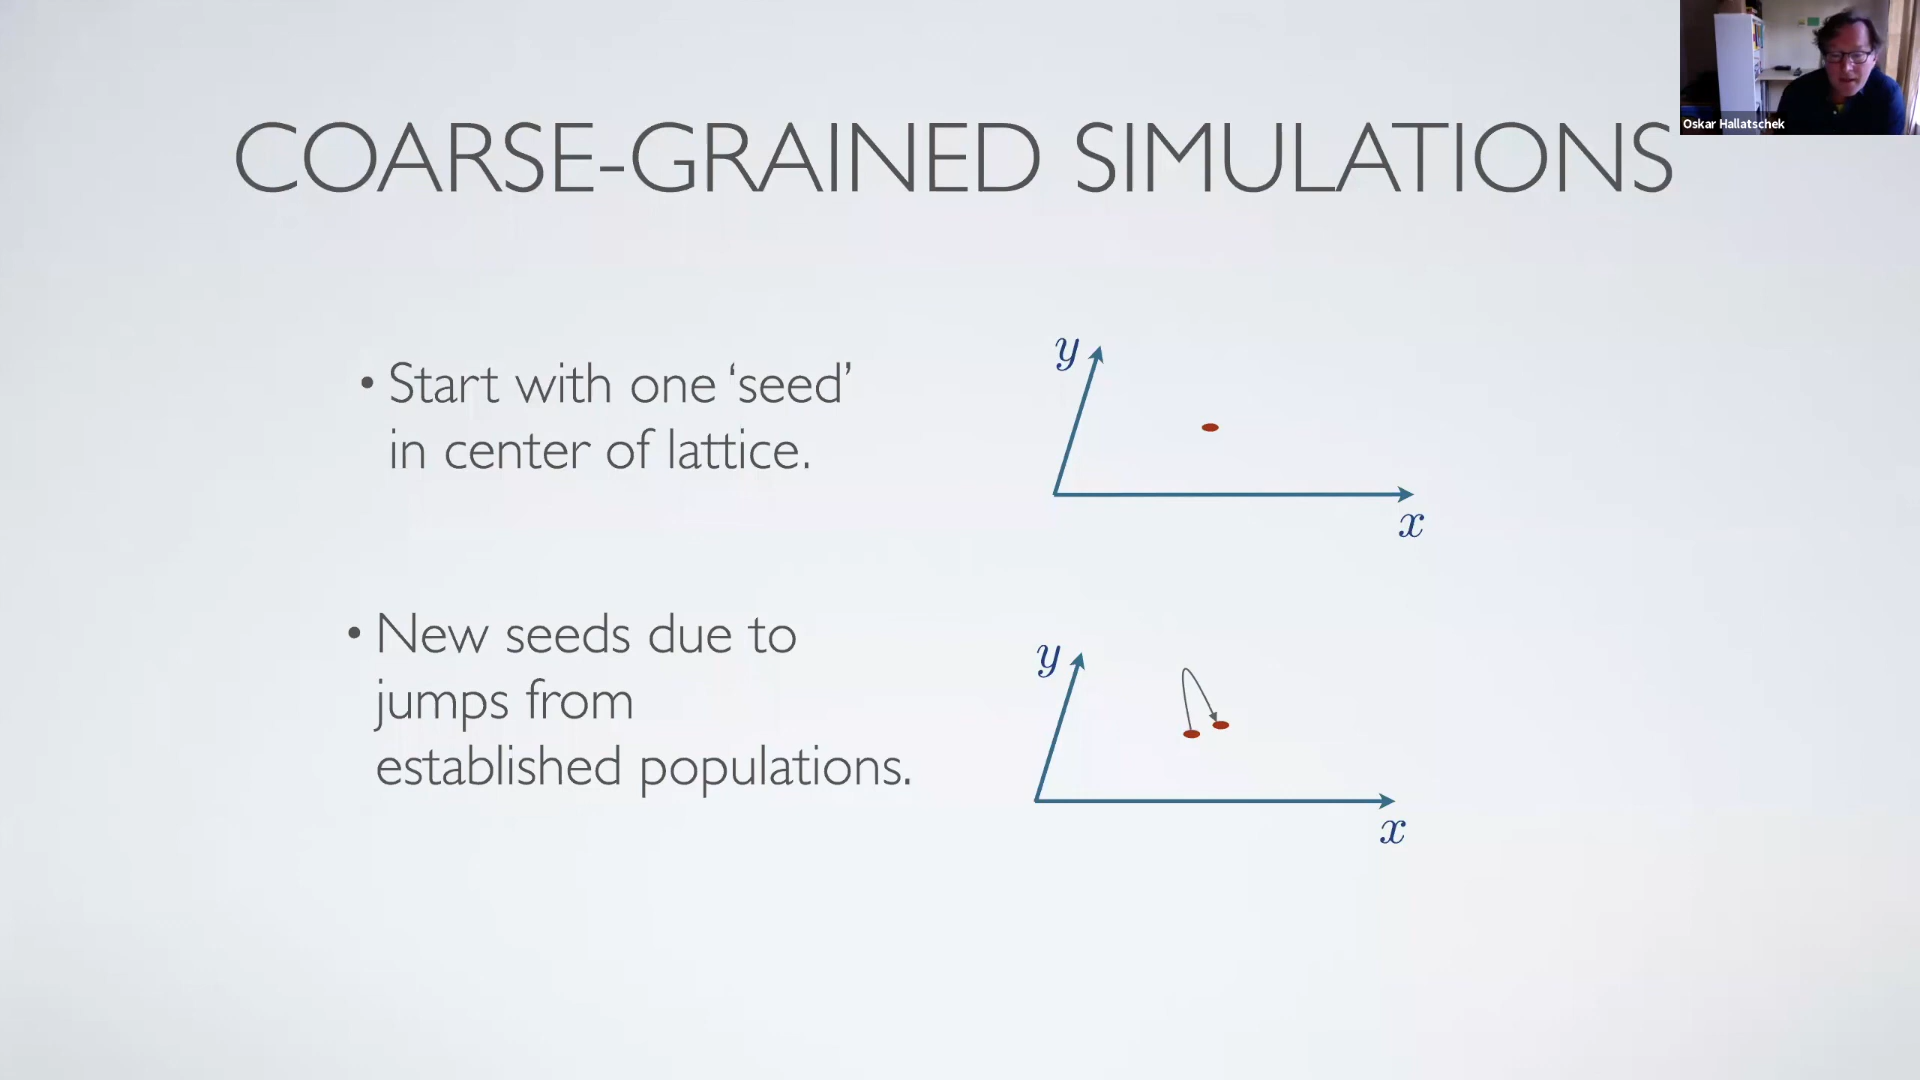 Oskar Hallatschek
COARSE-GRAINED SIMULATIONS
• Start with one ‘seed’
in center of lattice.
y
x
• New seeds due to
jumps from
established populations.
y
x